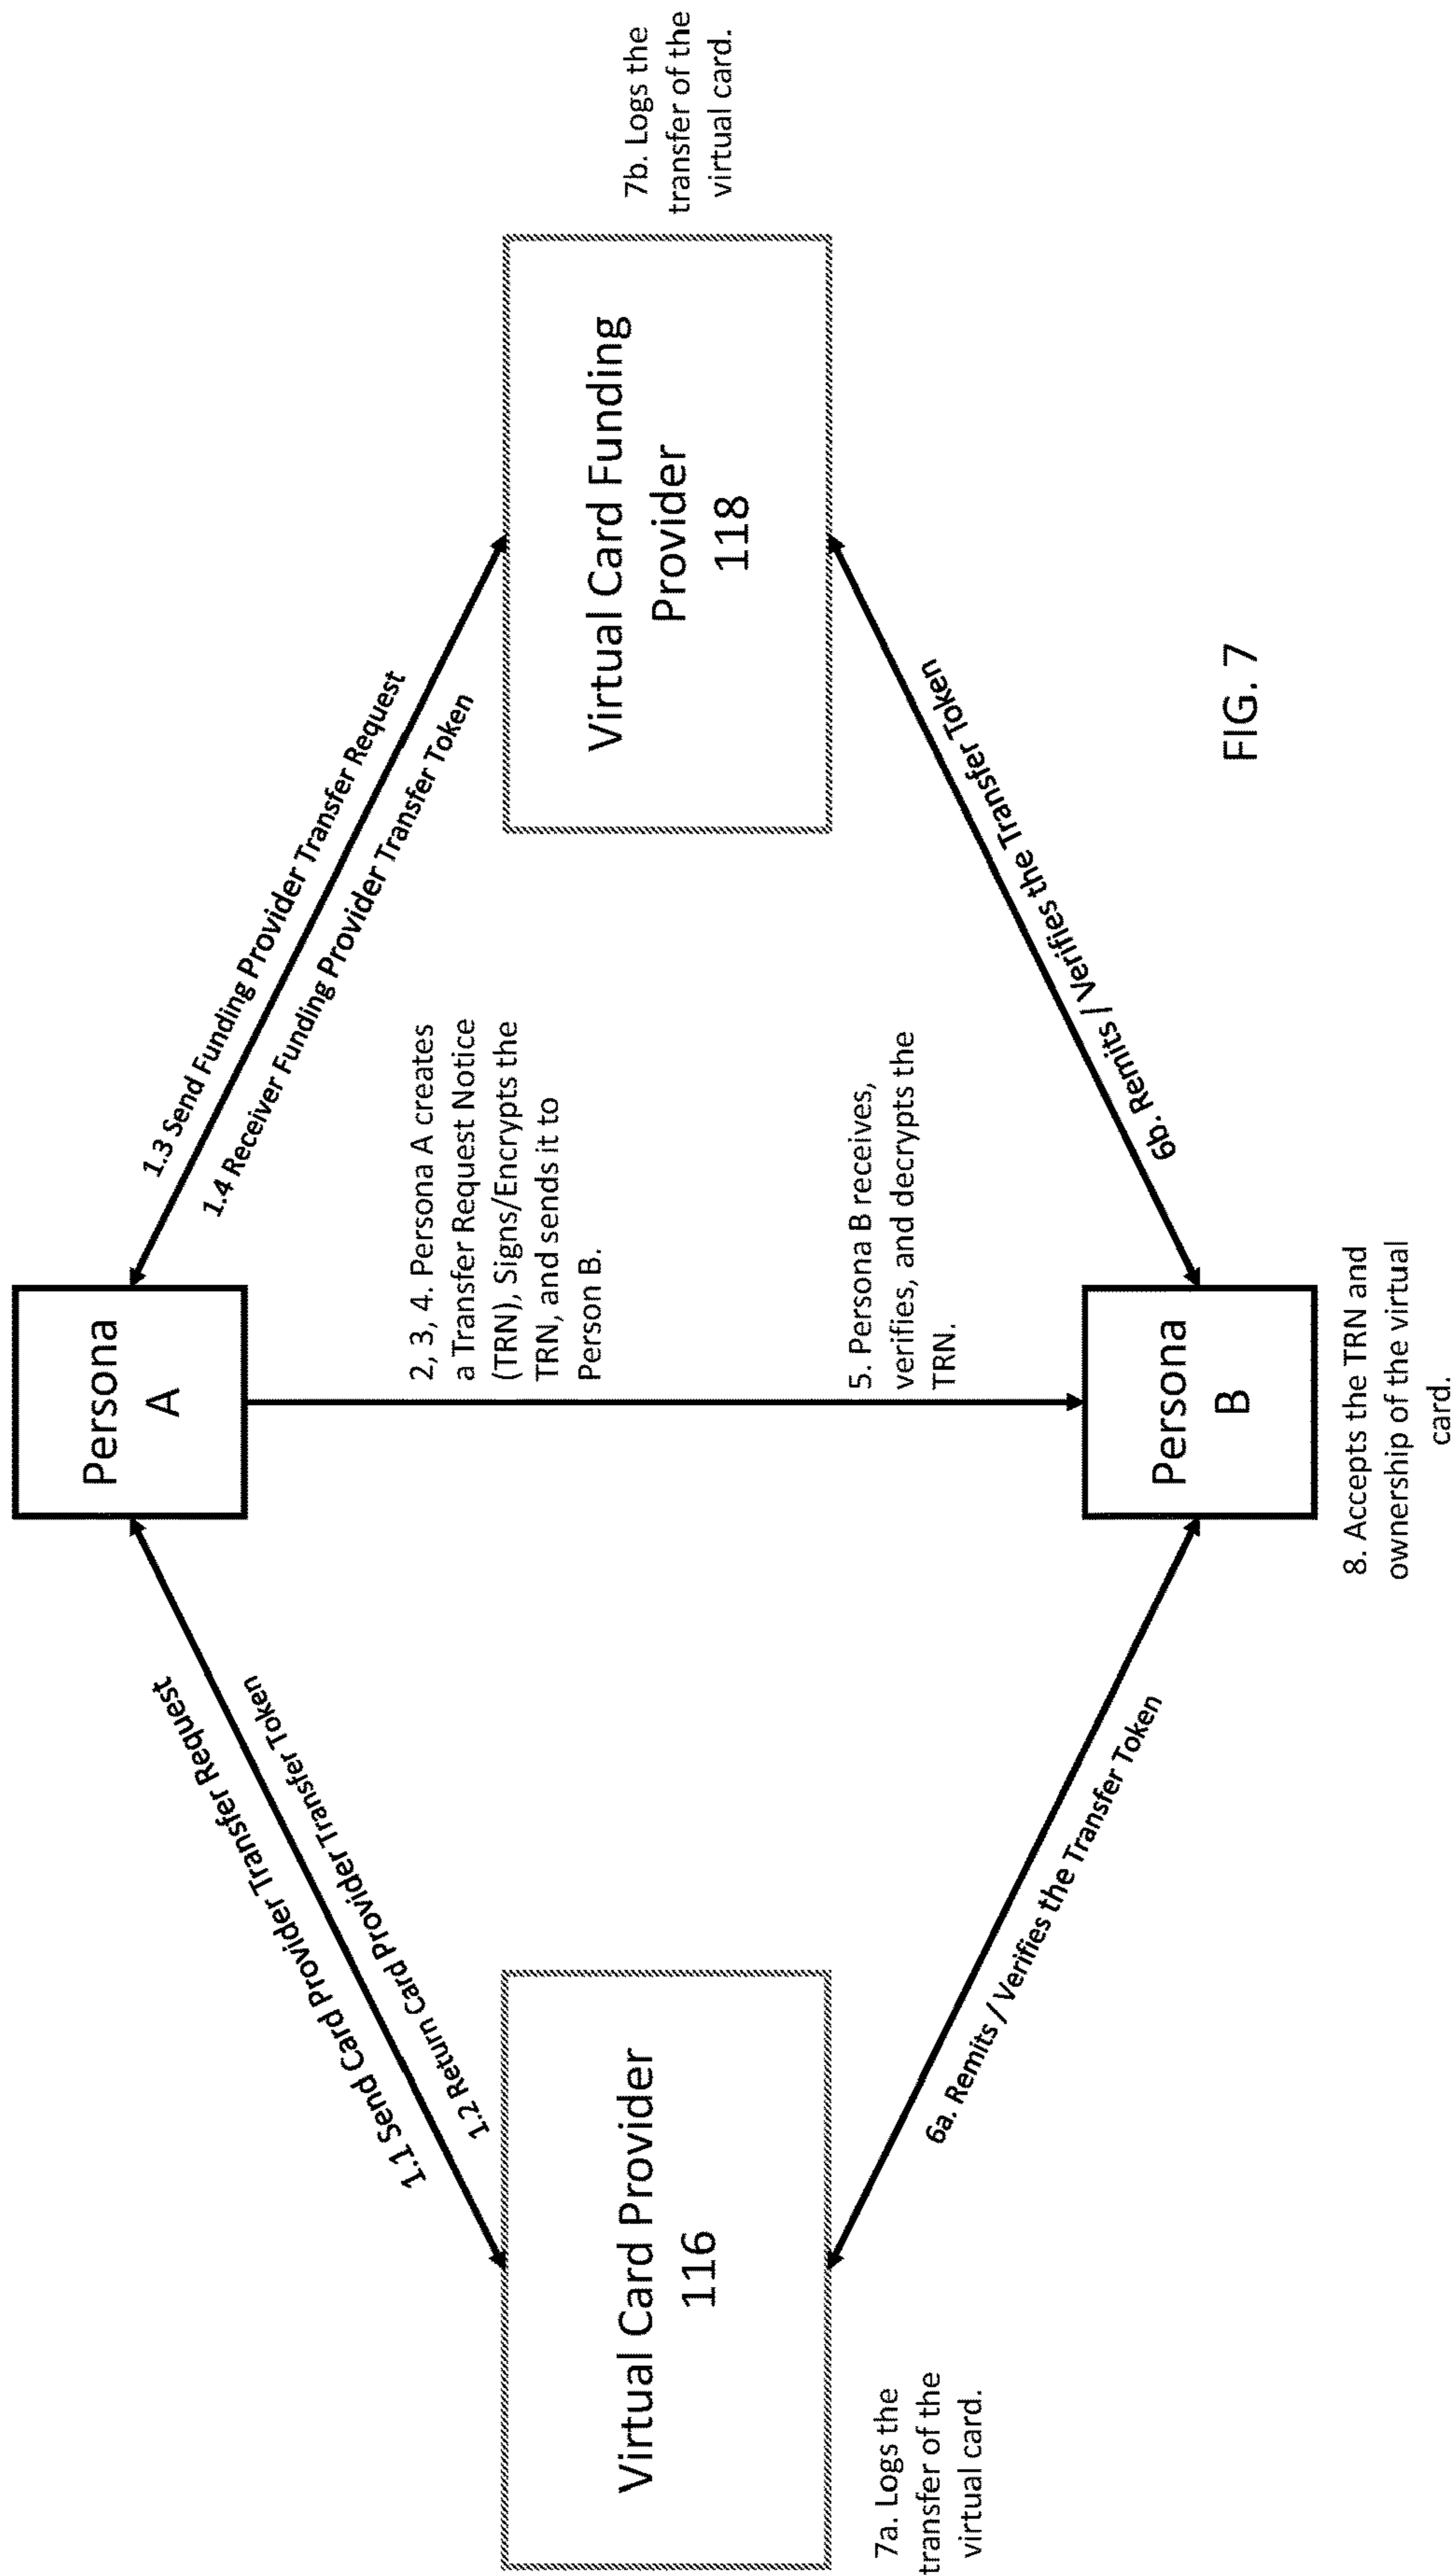 Persona
A
1.1 Send Card Provider Transfer Request
1.2 Return Card Provider Transfer Token
1.3 Send Funding Provider Transfer Request
1.4 Receiver Funding Provider Transfer Token
2, 3, 4. Persona A creates
a Transfer Request Notice
(TRN), Signs/Encrypts the
TRN, and sends it to
Person B.
Virtual Card Provider
116
Virtual Card Funding
Provider
118
7b. Logs the
transfer of the
virtual card.
5. Persona B receives,
verifies, and decrypts the
TRN.
7a. Logs the
transfer of the
virtual card.
6a. Remits / Verifies the Transfer Token
6b. Remits / Verifies the Transfer Token
Persona
B
8. Accepts the TRN and
ownership of the virtual
card.
FIG. 7